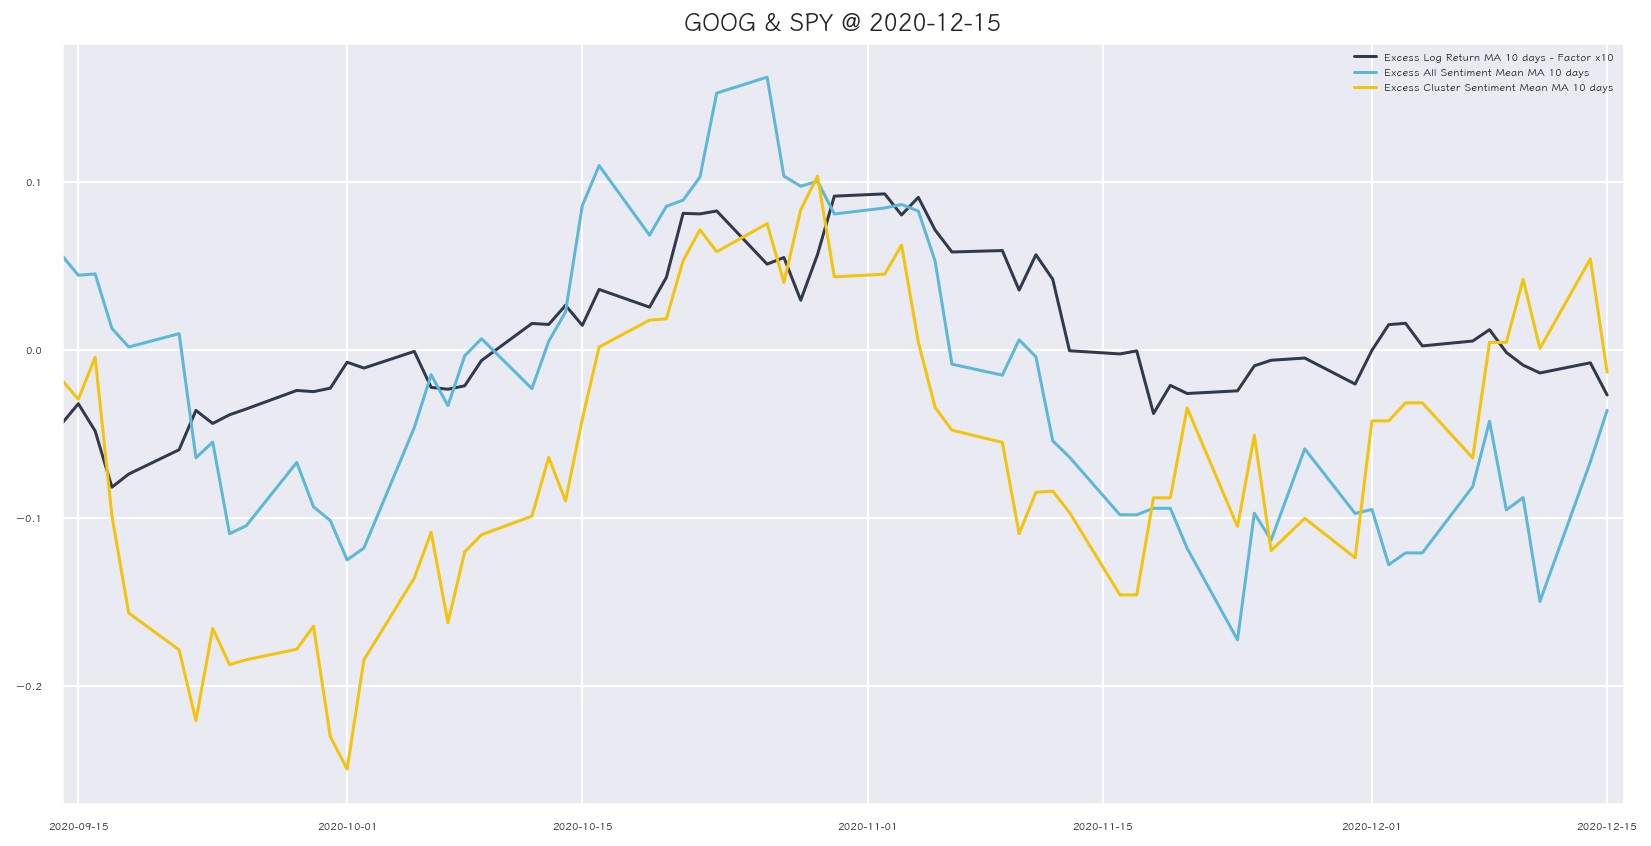 GOOG & SPY @ 2020-12-15
Excess Log Return MA 10 days - Factor x10
Excess All Sentiment Mean MA 10 days
Excess Cluster Sentiment Mean MA 10 days
0.1
0.0
−0.1
−0.2
2020-09-15 2020-10-01 2020-10-15 2020-11-01 2020-11-15 2020-12-01 2020-12-15